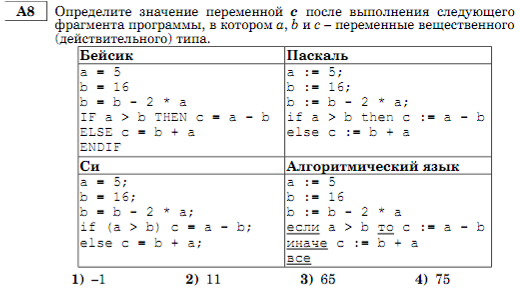 А8 Определите значение переменной c после выполнения следующего
фрагмента программы, в котором a, b и c – переменные вещественного
(действительного) типа.
Бейсик
a = 5
b = 16
b = b - 2 * a
IF a > b THEN c = a - b
ELSE c = b + a
ENDIF
Паскаль
a := 5;
b := 16;
b := b - 2 * a;
if a > b then c := a - b
else c := b + a;
Си
a = 5;
b = 16;
b = b - 2 * a;
if (a > b) c = a - b;
else c = b + a;
Алгоритмический язык
a := 5
b := 16
b := b - 2 * a
если a > b то c := a - b
иначе c := b + a
все
1) –1 2) 11 3) 65 4) 75